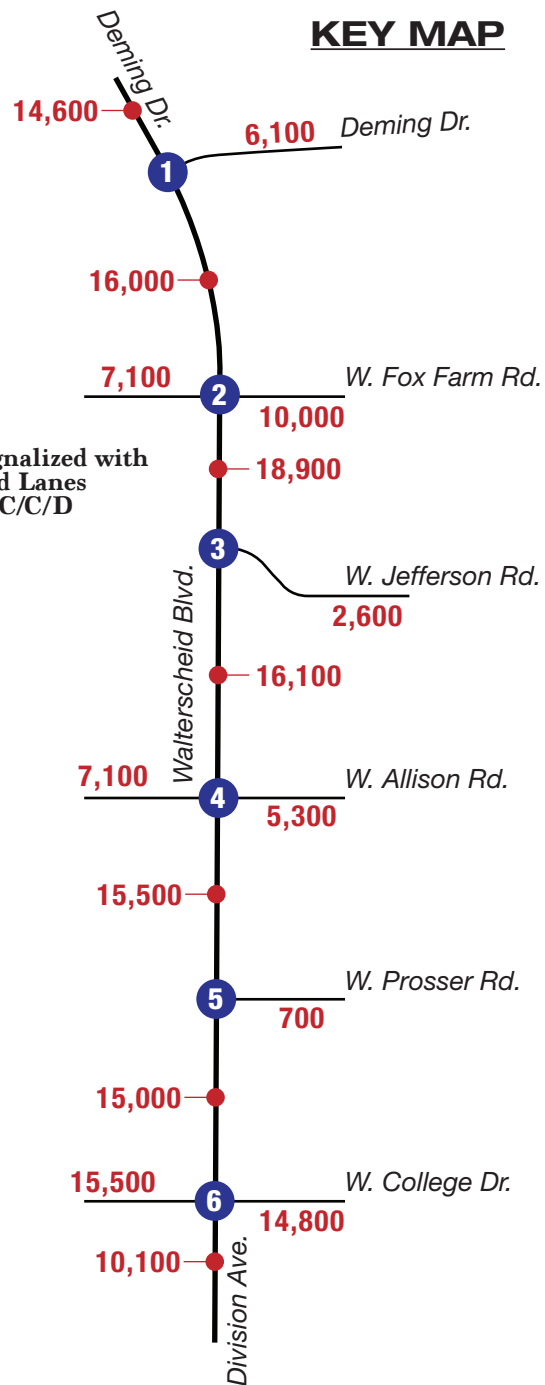 KEY MAP
Deming Dr.
14,600
6,100
Deming Dr.
1
16,000
7,100
W. Fox Farm Rd.
2
10,000
gnalized with
d Lanes
C/C/D
18,900
3
W. Jefferson Rd.
2,600
Walterscheid Blvd.
16,100
7,100
W. Allison Rd.
4
5,300
15,500
W. Prosser Rd.
5
700
15,000
15,500
W. College Dr.
6
14,800
10,100
Division Ave.